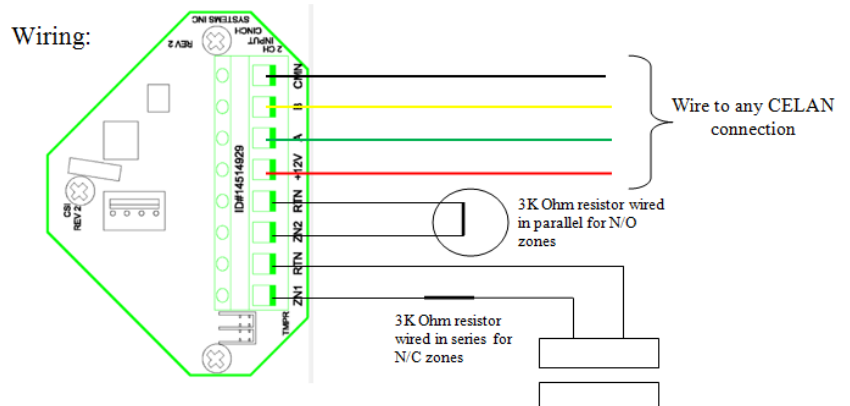 Wiring:
CINCH
SYSTEMS INC
2 CH
INPUT
REV 2
CMN
B
A
+12V
RTN
ZN2
RTN
ZN1
TMPR
ID#14514929
CSI
REV 2
Wire to any CELAN
connection
3K Ohm resistor wired
in parallel for N/O
zones
3K Ohm resistor
wired in series for
N/C zones